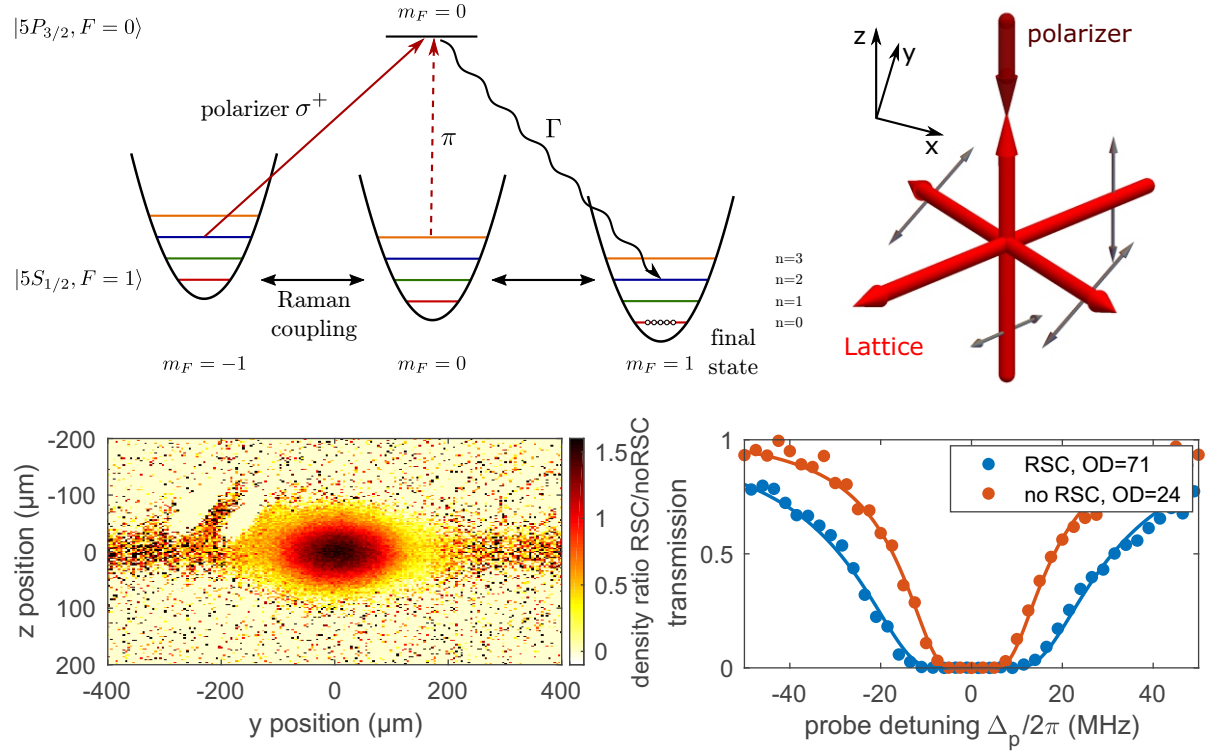 |5P_{3/2}, F = 0⟩
m_F = 0
polarizer σ^+
π
Γ
|5S_{1/2}, F = 1⟩
Raman
coupling
n=3
n=2
n=1
n=0
m_F = −1
m_F = 0
m_F = 1
final
state
z
y
x
polarizer
Lattice
-200
-100
0
100
200
z position (µm)
-400
-200
0
200
400
y position (µm)
1.5
1
0.5
0
density ratio RSC/noRSC
1
0.5
0
transmission
RSC, OD=71
no RSC, OD=24
-40
-20
0
20
40
probe detuning Δ_p/2π (MHz)